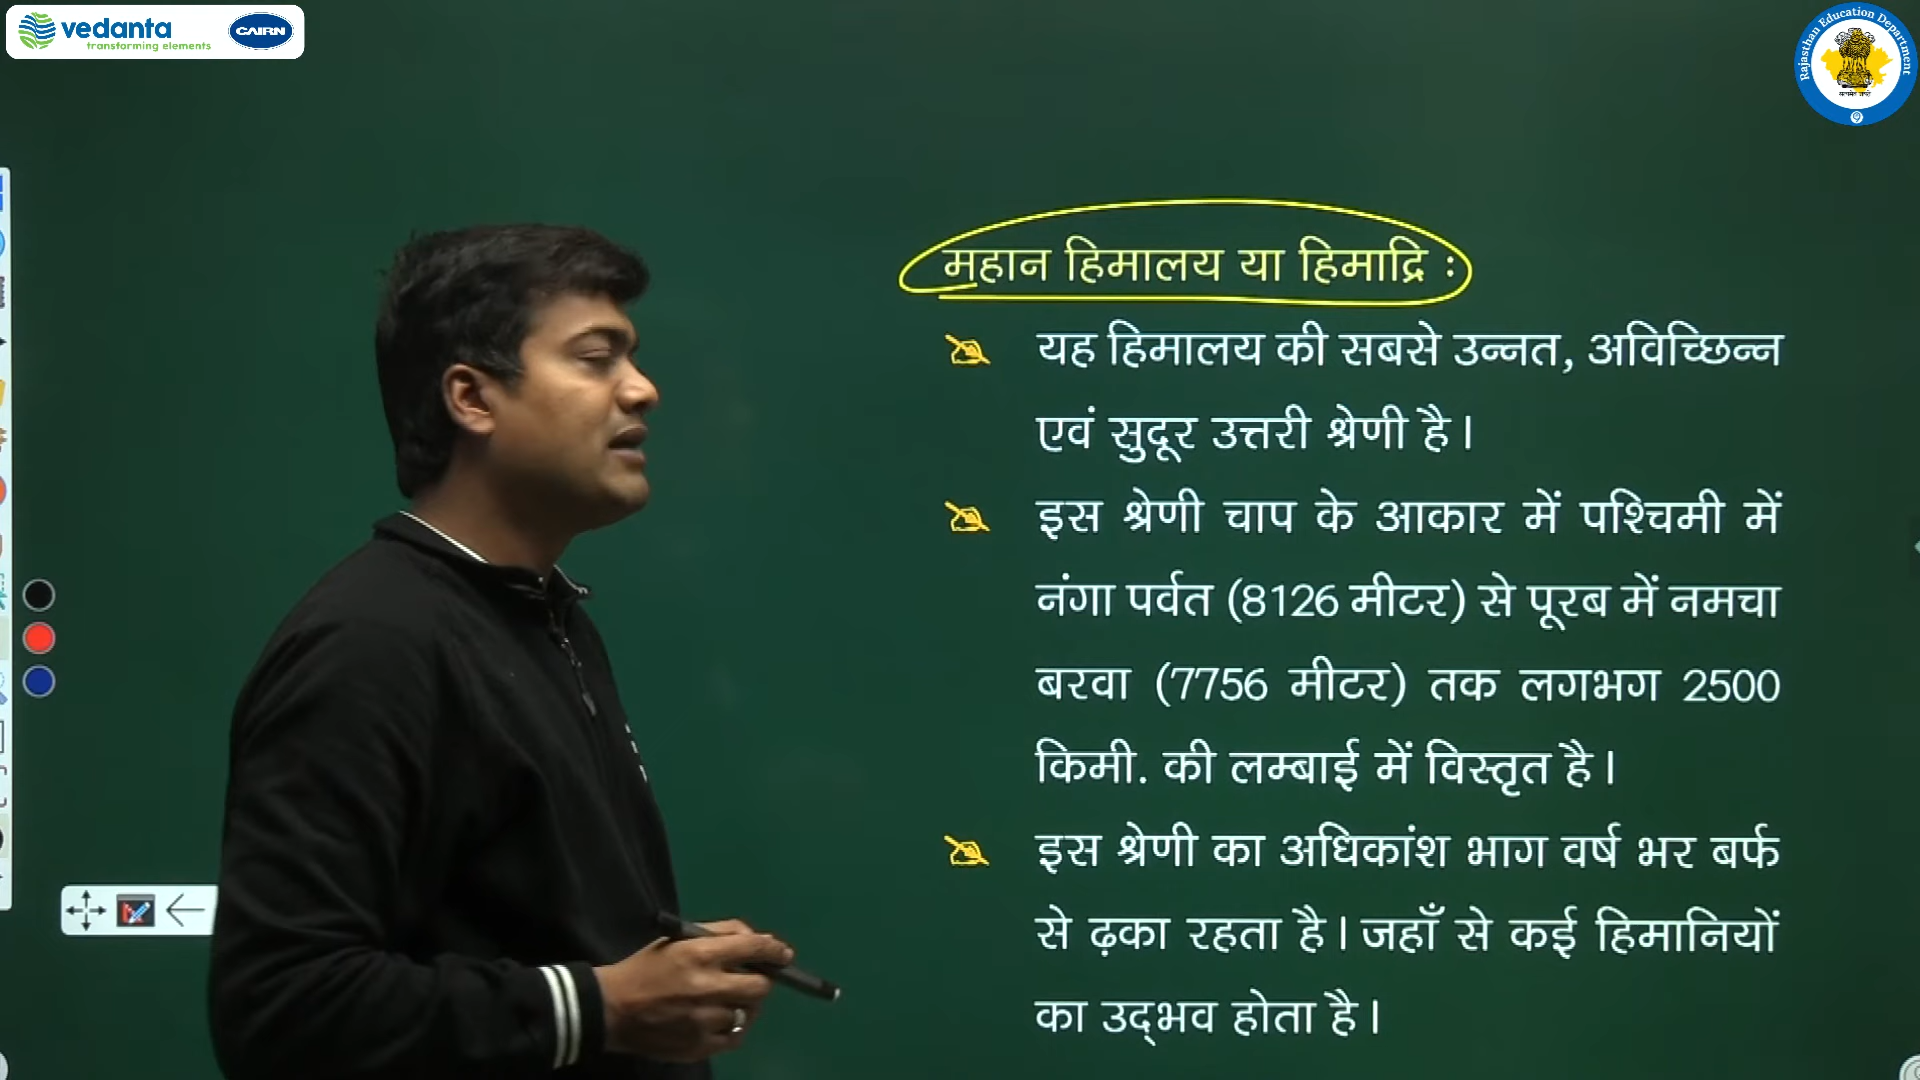 vedanta
transforming elements
CAIRN
Rajasthan Education Department
महान हिमालय या हिमाद्रि :
यह हिमालय की सबसे उन्नत, अविच्छिन्न
एवं सुदूर उत्तरी श्रेणी है।
इस श्रेणी चाप के आकार में पश्चिमी में
नंगा पर्वत (8126 मीटर) से पूरब में नमचा
बरवा (7756 मीटर) तक लगभग 2500
किमी. की लम्बाई में विस्तृत है।
इस श्रेणी का अधिकांश भाग वर्ष भर बर्फ
से ढ़का रहता है। जहाँ से कई हिमानियों
का उद्भव होता है।